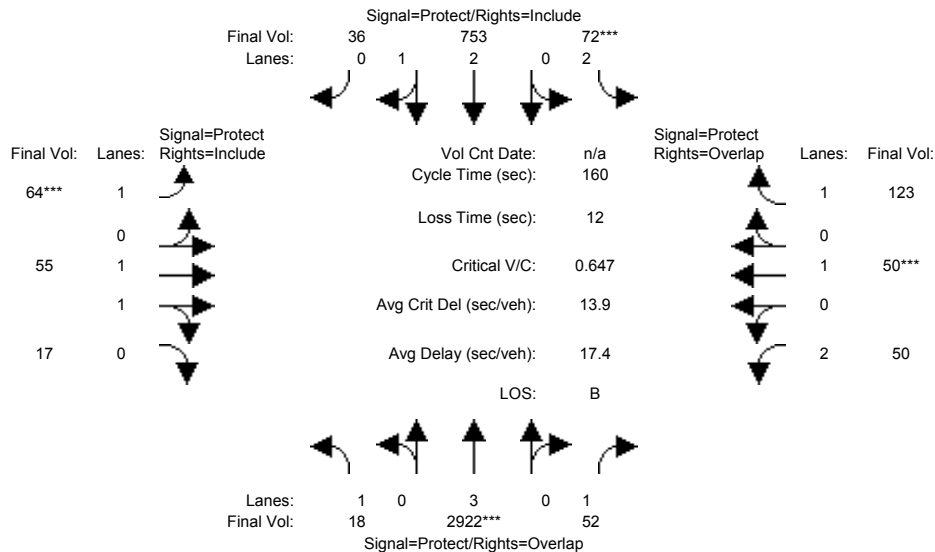 Signal=Protect/Rights=Include
Final Vol: 36 753 72***
Lanes: 0 1 2 0 2
Signal=Protect Signal=Protect
Final Vol: Lanes: Rights=Include Vol Cnt Date: n/a Rights=Overlap Lanes: Final Vol:
Cycle Time (sec): 160
64*** 1 1 123
Loss Time (sec): 12
0 0
55 1 Critical V/C: 0.647 1 50***
1 Avg Crit Del (sec/veh): 13.9 0
17 0 Avg Delay (sec/veh): 17.4 2 50
LOS: B
Lanes: 1 0 3 0 1
Final Vol: 18 2922*** 52
Signal=Protect/Rights=Overlap